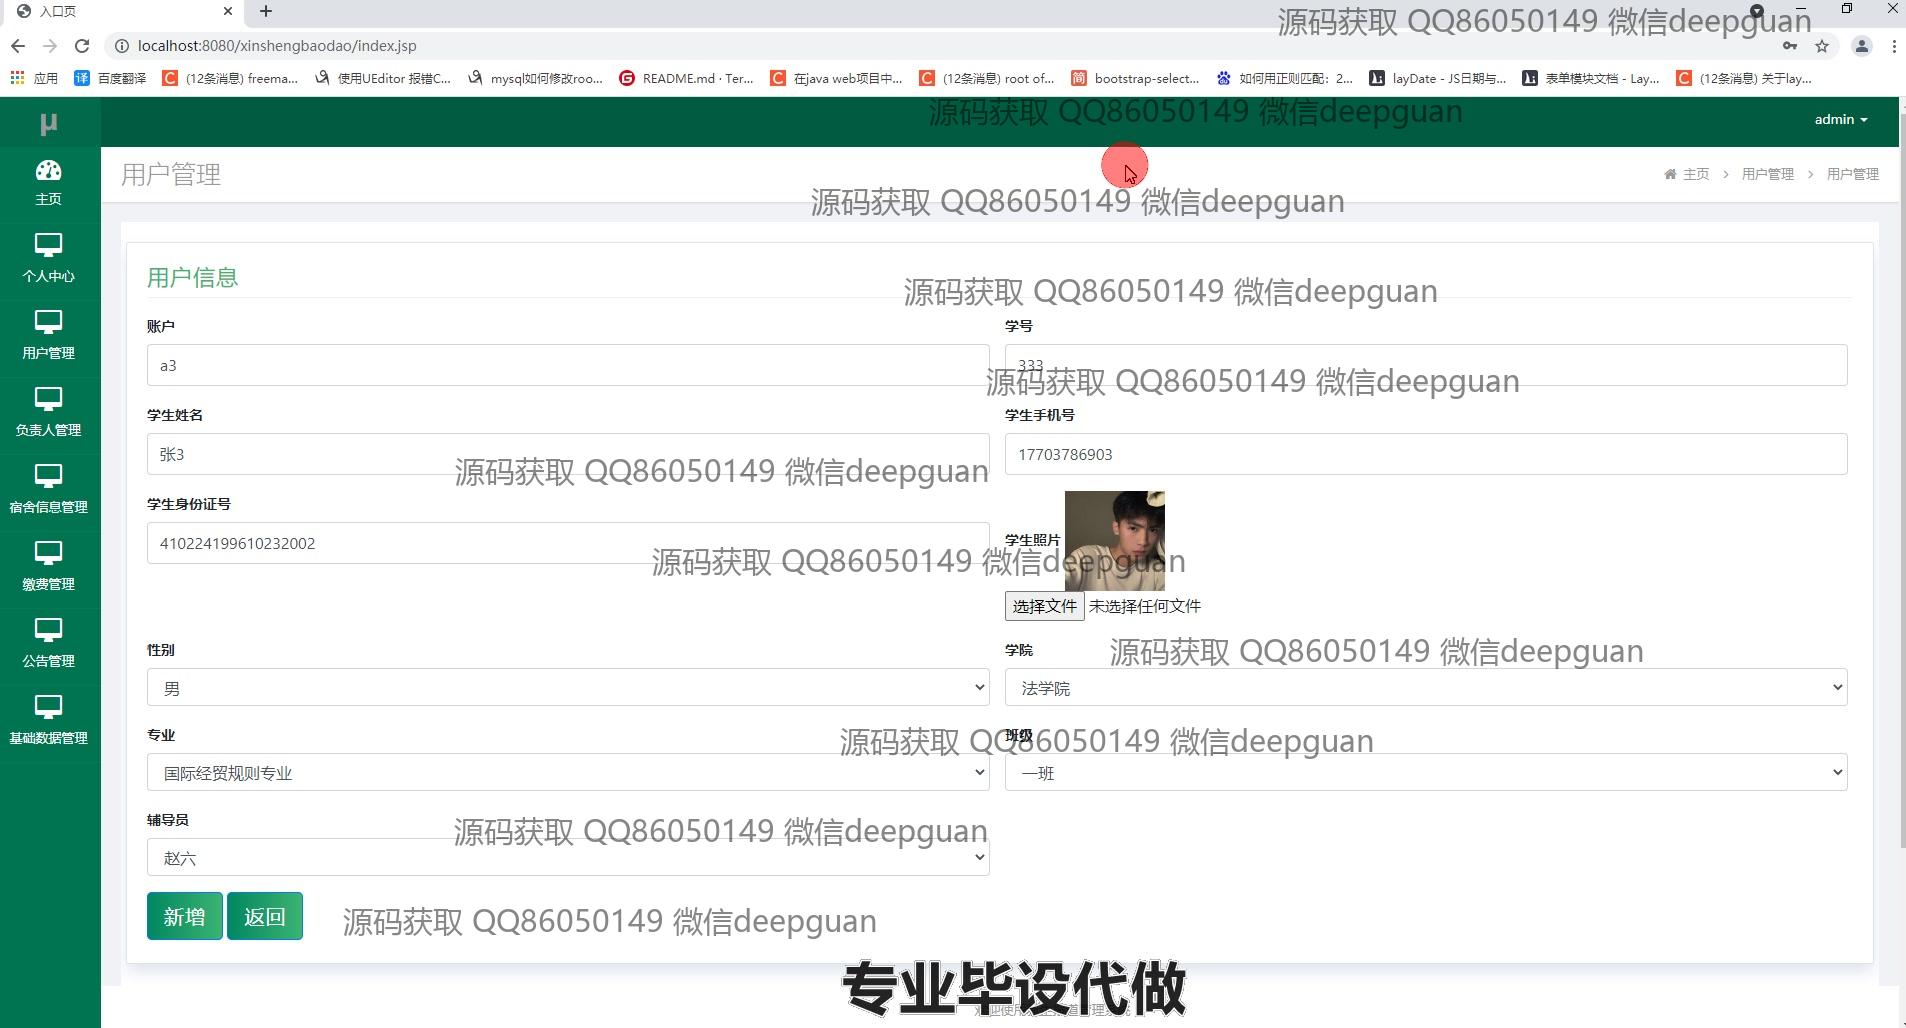 入口页
源码获取 QQ86050149 微信deepguan
localhost:8080/xinshengbaodao/index.jsp
应用
百度翻译
(12条消息) freema...
使用UEditor 报错C...
mysql如何修改roo...
README.md · Ter...
在java web项目中...
(12条消息) root of...
bootstrap-select...
如何用正则匹配：2...
layDate - JS日期与...
表单模块文档 - Lay...
(12条消息) 关于lay...
源码获取 QQ86050149 微信deepguan
μ
admin
主页
个人中心
用户管理
负责人管理
宿舍信息管理
缴费管理
公告管理
基础数据管理
用户管理
主页 > 用户管理 > 用户管理
源码获取 QQ86050149 微信deepguan
用户信息
源码获取 QQ86050149 微信deepguan
账户
学号
a3
333
源码获取 QQ86050149 微信deepguan
学生姓名
学生手机号
张3
17703786903
源码获取 QQ86050149 微信deepguan
学生身份证号
410224199610232002
学生照片
源码获取 QQ86050149 微信deepguan
选择文件 未选择任何文件
性别
学院
源码获取 QQ86050149 微信deepguan
男
法学院
专业
班级
源码获取 QQ86050149 微信deepguan
国际经贸规则专业
一班
辅导员
源码获取 QQ86050149 微信deepguan
赵六
新增
返回
源码获取 QQ86050149 微信deepguan
专业毕设代做